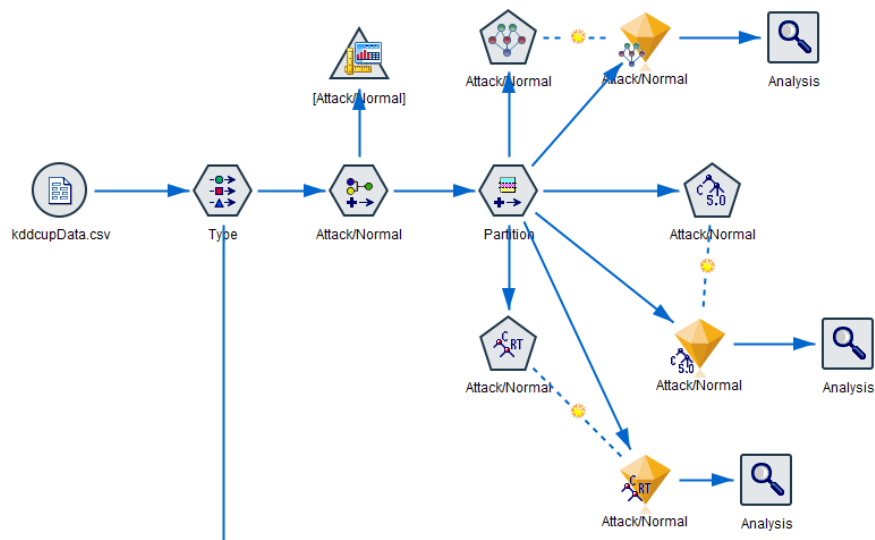 Attack/Normal
Attack/Normal
Analysis
[Attack/Normal]
kddcupData.csv
Type
Attack/Normal
Partition
C 5.0
Attack/Normal
C RT
Attack/Normal
C 5.0
Attack/Normal
Analysis
C RT
Attack/Normal
Analysis